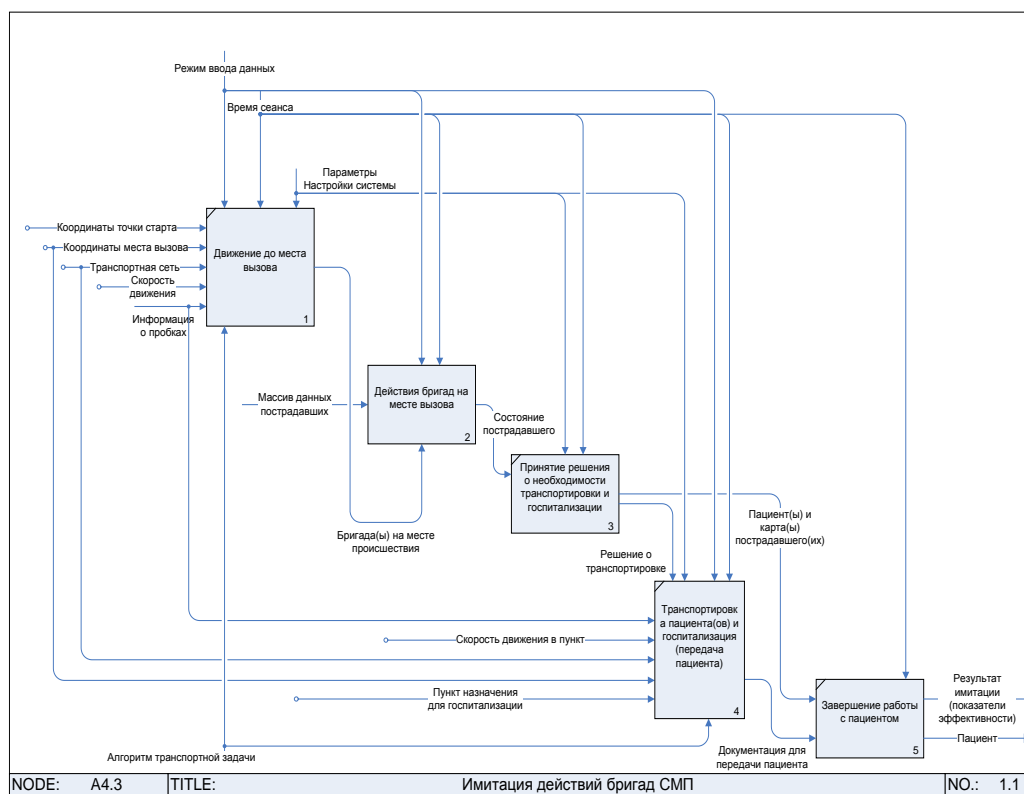 Режим ввода данных
Время сеанса
Параметры
Настройки системы
Координаты точки старта
Координаты места вызова
Транспортная сеть
Скорость
движения
Информация
о пробках
Движение до места
вызова
1
Массив данных
пострадавших
Действия бригад на
месте вызова
2
Состояние
пострадавшего
Бригада(ы) на месте
происшествия
Принятие решения
о необходимости
транспортировки и
госпитализации
3
Пациент(ы) и
карта(ы)
пострадавшего(их)
Решение о
транспортировке
Транспортировк
а пациента(ов) и
госпитализация
(передача
пациента)
4
Скорость движения в пункт
Пункт назначения
для госпитализации
Алгоритм транспортной задачи
Документация для
передачи пациента
Завершение работы
с пациентом
5
Результат
имитации
(показатели
эффективности)
Пациент
NODE: A4.3 TITLE: Имитация действий бригад СМП NO.: 1.1